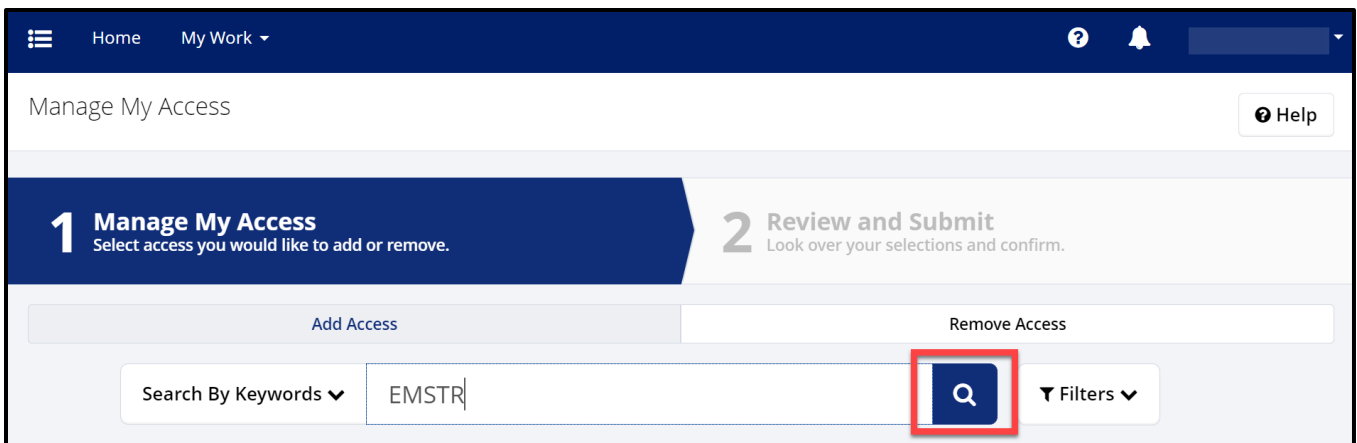 Home My Work
Manage My Access
Help
1 Manage My Access
Select access you would like to add or remove.
2 Review and Submit
Look over your selections and confirm.
Add Access
Remove Access
Search By Keywords
EMSTR
Filters